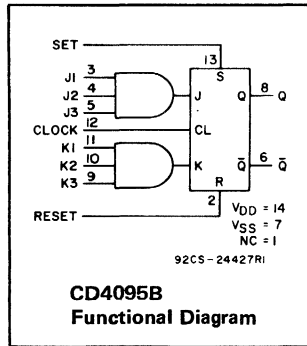 SET
13
S
J1 3
J2 4
J3 5
J
Q 8 Q
CLOCK 12
CL
K1 11
K2 10
K3 9
K
Q̅ 6 Q̅
R
RESET
2
VDD = 14
VSS = 7
NC = 1
92CS-24427R1
CD4095B
Functional Diagram